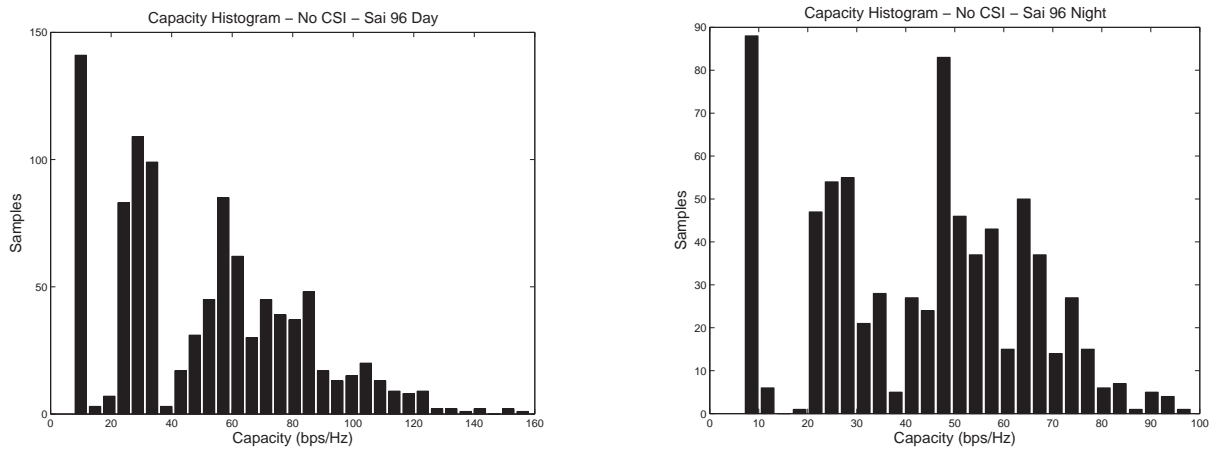 Capacity Histogram – No CSI – Sai 96 Day
150
100
50
0
Samples
0 20 40 60 80 100 120 140 160
Capacity (bps/Hz)
Capacity Histogram – No CSI – Sai 96 Night
90
80
70
60
50
40
30
20
10
0
Samples
0 10 20 30 40 50 60 70 80 90 100
Capacity (bps/Hz)